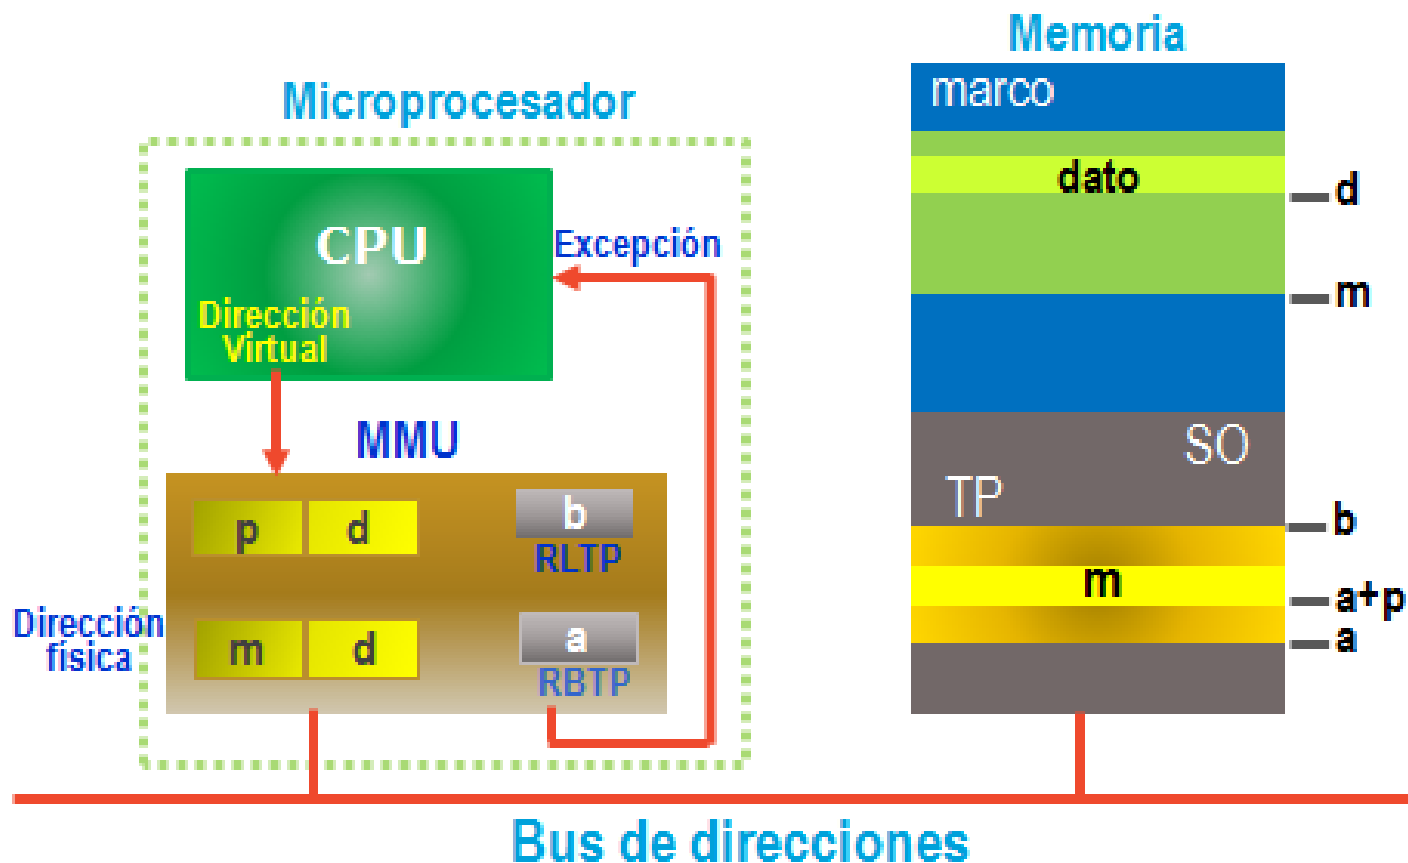 Memoria
Microprocesador
marco
dato
d
CPU
Excepción
m
Dirección
Virtual
MMU
SO
TP
p d
b
RLTP
b
m
a+p
a
Dirección
física
m d
a
RBTP
Bus de direcciones